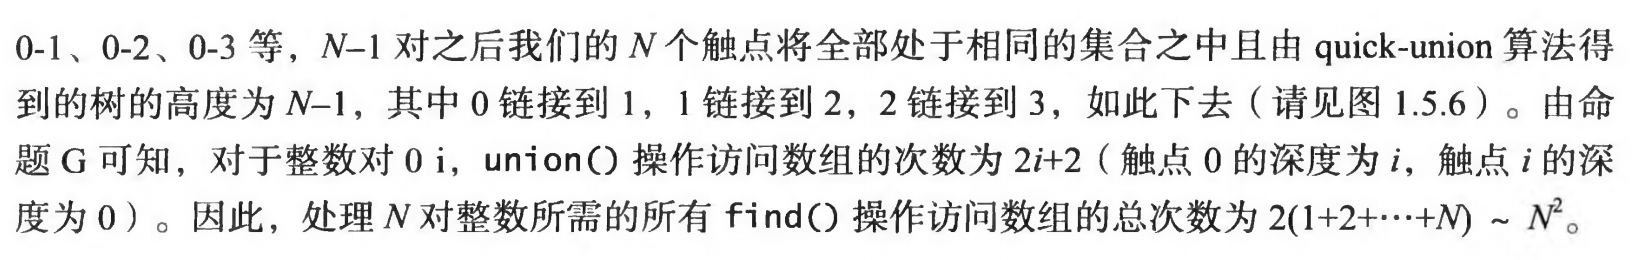 0-1、0-2、0-3 等，N–1 对之后我们的 N 个触点将全部处于相同的集合之中且由 quick-union 算法得
到的树的高度为 N–1，其中 0 链接到 1，1 链接到 2，2 链接到 3，如此下去（请见图 1.5.6）。由命
题 G 可知，对于整数对 0 i，union() 操作访问数组的次数为 2i+2（触点 0 的深度为 i，触点 i 的深
度为 0）。因此，处理 N 对整数所需的所有 find() 操作访问数组的总次数为 2(1+2+⋯+N) ~ N²。